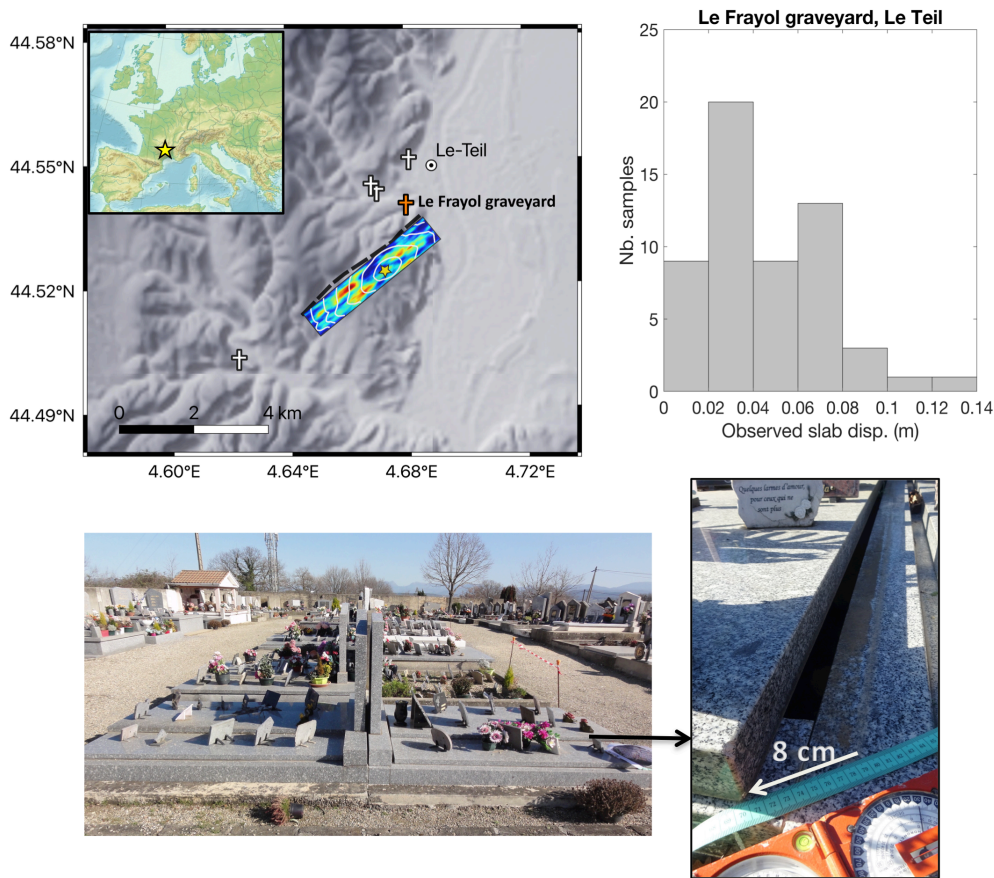 44.58°N
44.55°N
44.52°N
44.49°N
Le-Teil
Le Frayol graveyard
0 2 4 km
4.60°E 4.64°E 4.68°E 4.72°E
Le Frayol graveyard, Le Teil
Nb. samples
25
20
15
10
5
0
0 0.02 0.04 0.06 0.08 0.1 0.12 0.14
Observed slab disp. (m)
Quelques larmes d'amour,
pour ceux qui ne
sont plus
8 cm